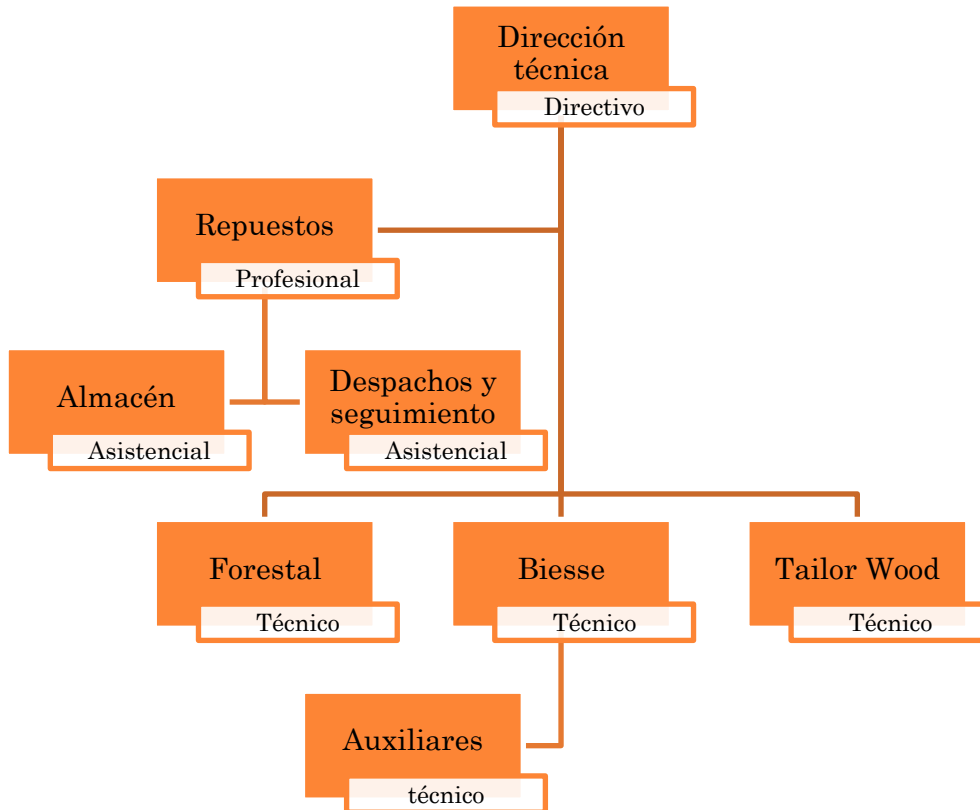 Dirección
técnica
Directivo
Repuestos
Profesional
Almacén
Asistencial
Despachos y
seguimiento
Asistencial
Forestal
Técnico
Biesse
Técnico
Tailor Wood
Técnico
Auxiliares
técnico